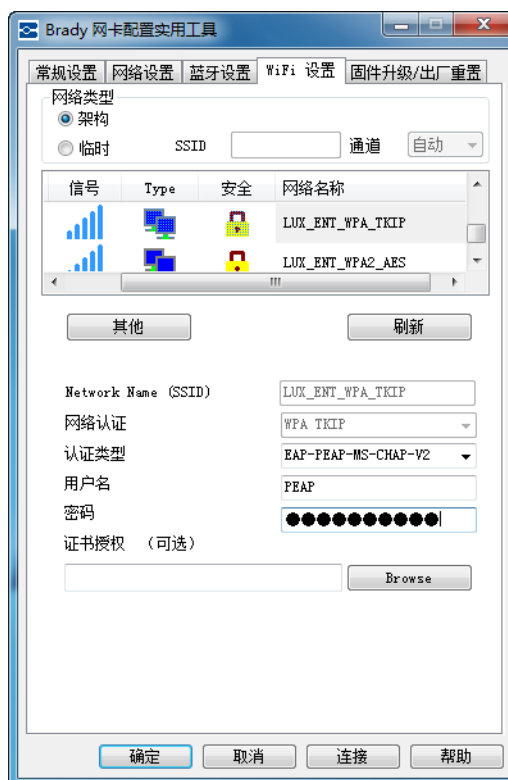 Brady 网卡配置实用工具
常规设置 网络设置 蓝牙设置 WiFi 设置 固件升级/出厂重置
网络类型
架构
临时 SSID 通道 自动
信号 Type 安全 网络名称
LUX_ENT_WPA_TKIP
LUX_ENT_WPA2_AES
其他 刷新
Network Name (SSID) LUX_ENT_WPA_TKIP
网络认证 WPA TKIP
认证类型 EAP-PEAP-MS-CHAP-V2
用户名 PEAP
密码 ●●●●●●●●●●
证书授权 （可选）
Browse
确定 取消 连接 帮助